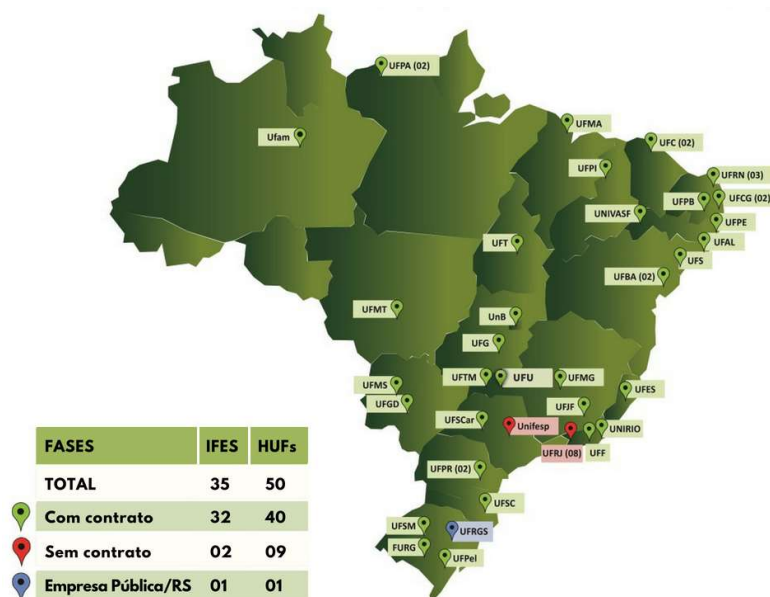 UFPA (02)
Ufam
UFMA
UFC (02)
UFPI
UFRN (03)
UFPB
UFCG (02)
UNIVASF
UFPE
UFT
UFAL
UFS
UFBA (02)
UFMT
UnB
UFG
UFTM
UFU
UFMG
UFMS
UFES
UFGD
UFJF
UFSCar
Unifesp
UNIRIO
UFRJ (08)
UFF
UFPR (02)
UFSC
UFSM
UFRGS
FURG
UFPel
FASES IFES HUFs
TOTAL 35 50
Com contrato 32 40
Sem contrato 02 09
Empresa Pública/RS 01 01